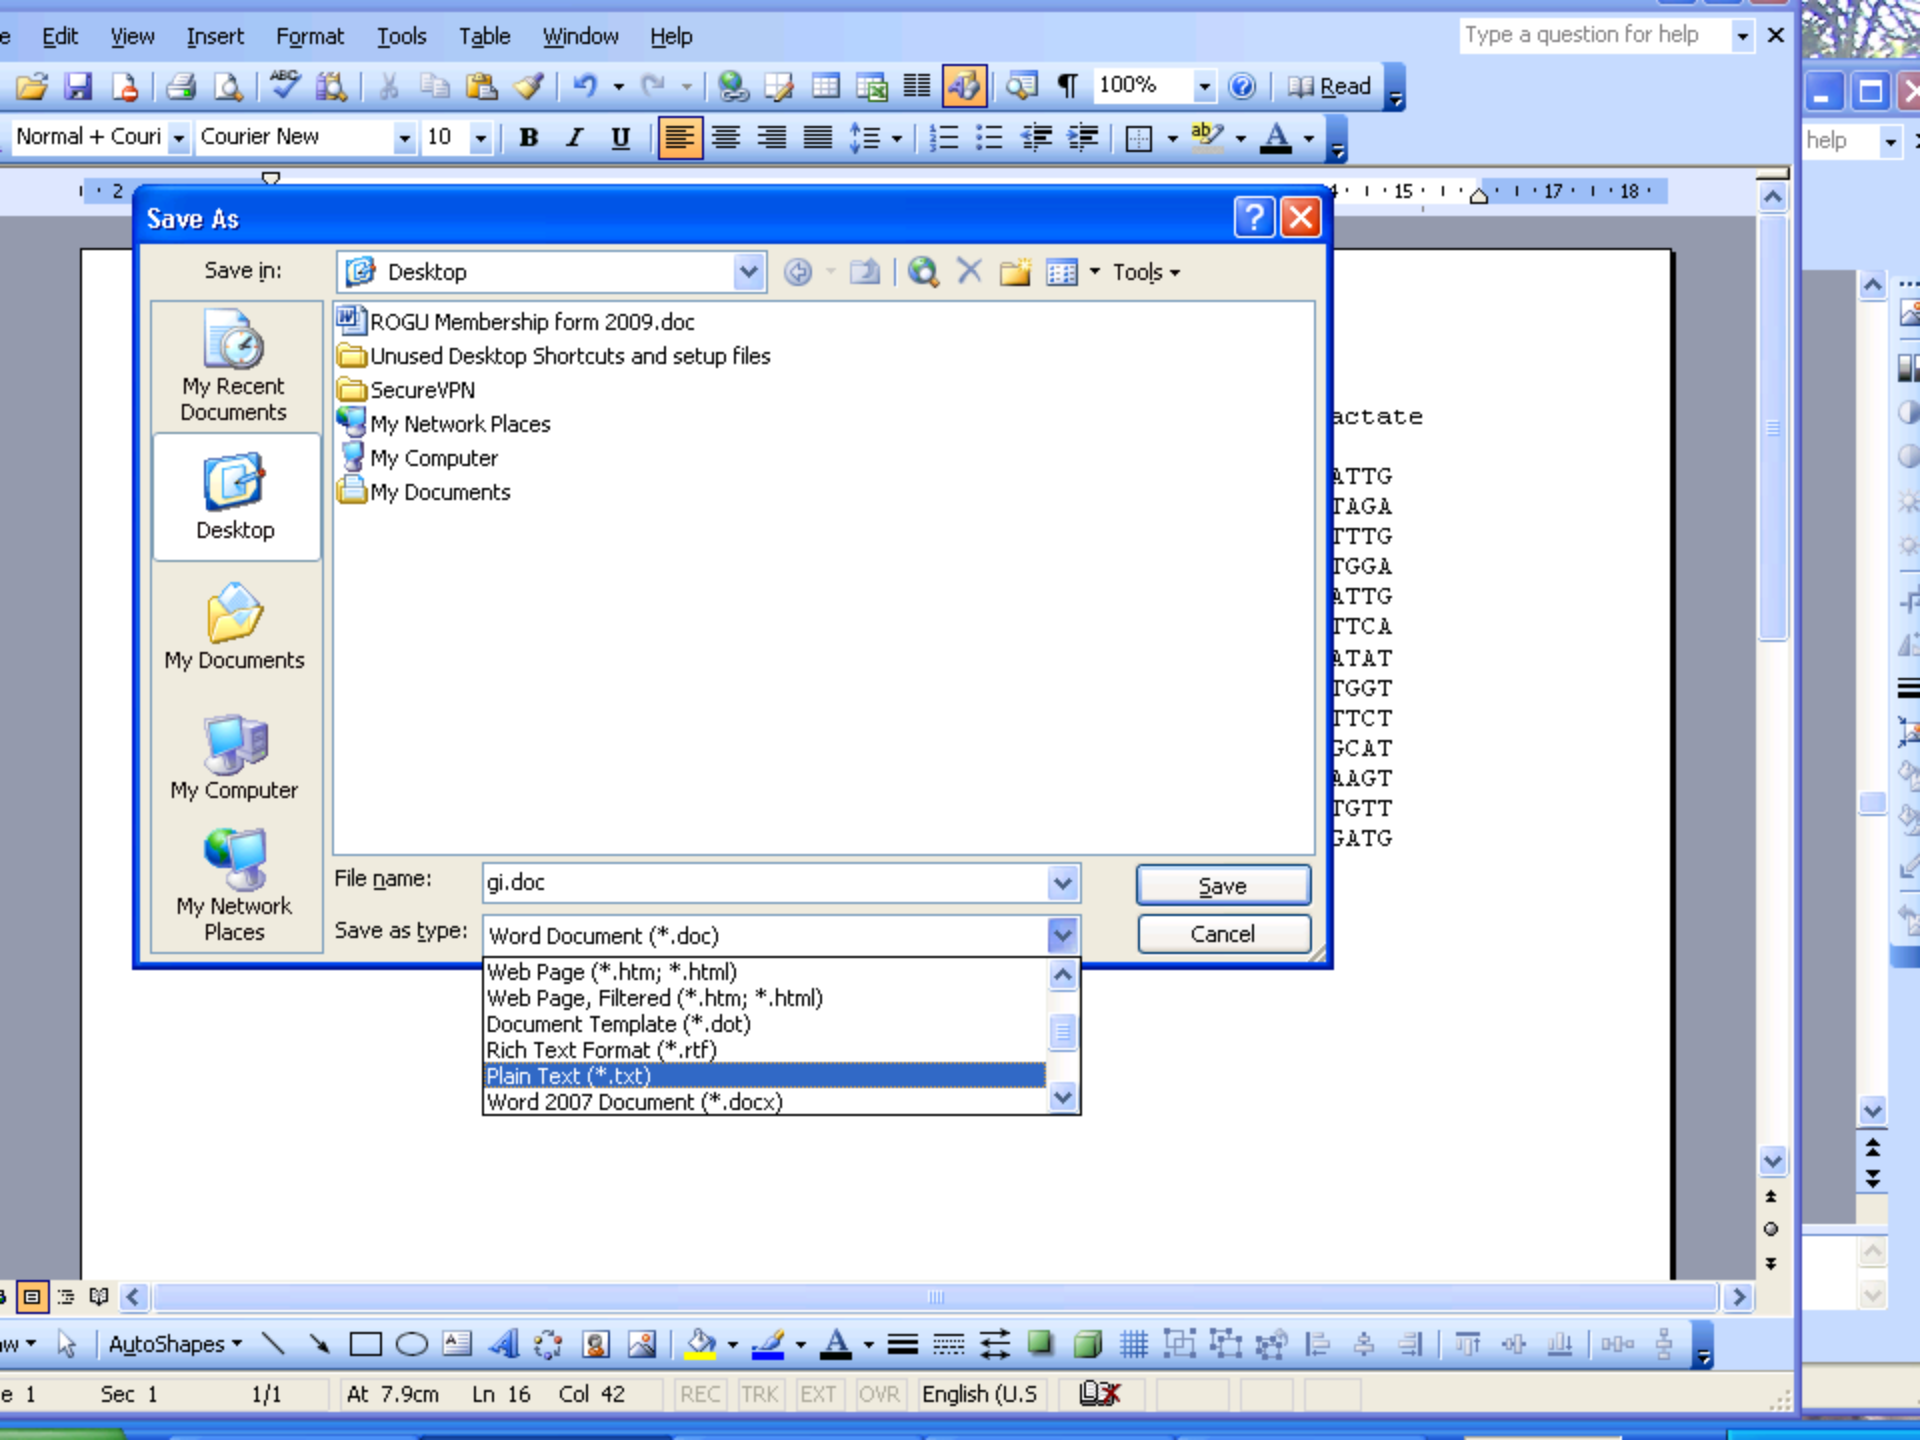 Edit View Insert Format Tools Table Window Help Type a question for help
100% Read
help
Normal + Couri Courier New 10 B I U
2 15 17 18
Save As
Save in: Desktop Tools
ROGU Membership form 2009.doc
Unused Desktop Shortcuts and setup files
SecureVPN
My Network Places
My Computer
My Documents
My Recent
Documents
Desktop
My Documents
My Computer
My Network
Places
actate
ATTG
TAGA
TTTG
TGGA
ATTG
TTCA
ATAT
TGGT
TTCT
GCAT
AAGT
TGTT
GATG
File name: gi.doc Save
Save as type: Word Document (*.doc) Cancel
Web Page (*.htm; *.html)
Web Page, Filtered (*.htm; *.html)
Document Template (*.dot)
Rich Text Format (*.rtf)
Plain Text (*.txt)
Word 2007 Document (*.docx)
AutoShapes
e 1 Sec 1 1/1 At 7.9cm Ln 16 Col 42 REC TRK EXT OVR English (U.S